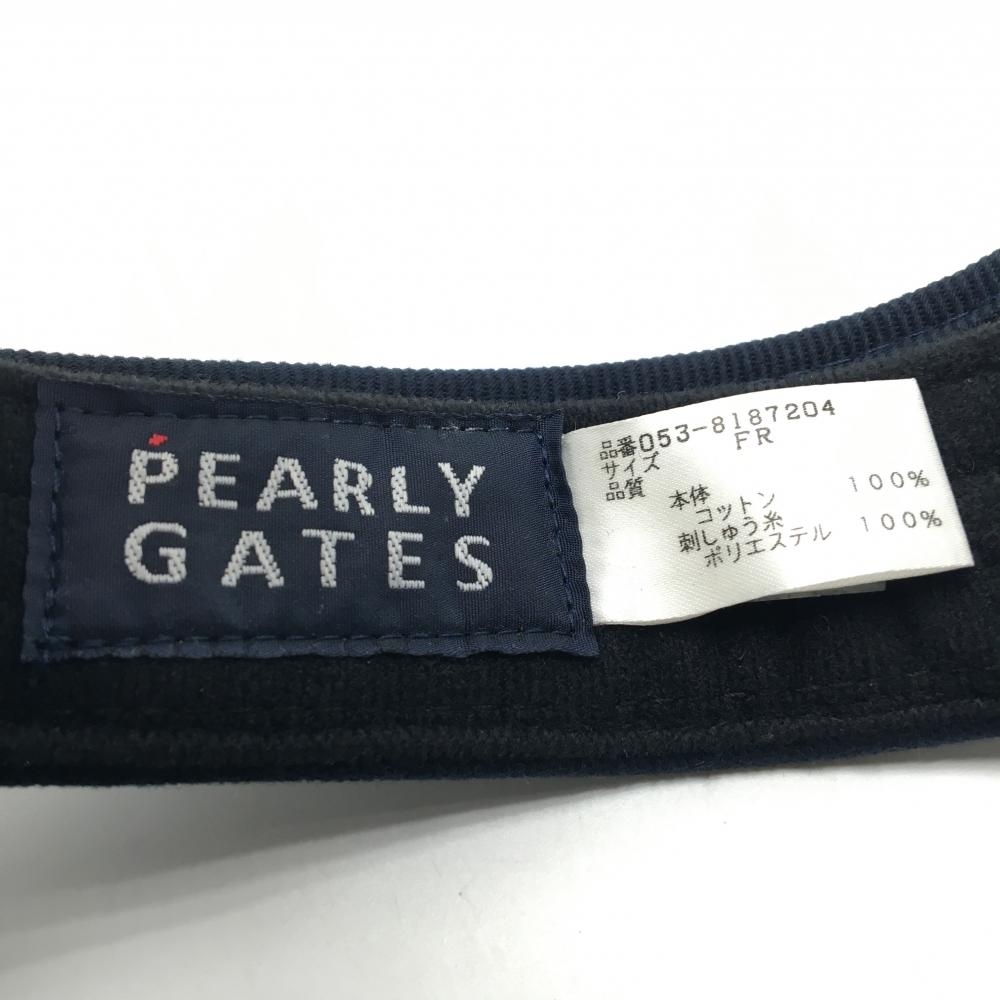 PEARLY
GATES
品番053-8187204
サイズ FR
品質
本体
コットン 100%
刺しゅう糸
ポリエステル 100%